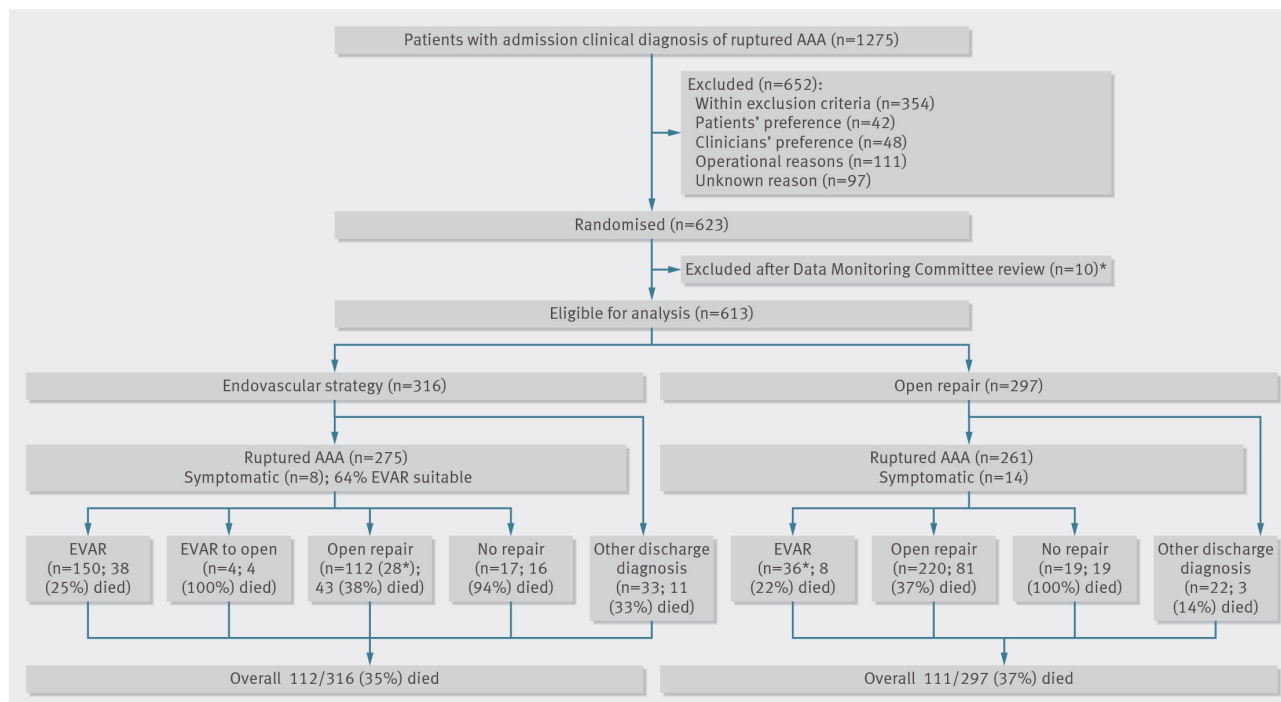 Patients with admission clinical diagnosis of ruptured AAA (n=1275)
Excluded (n=652):
Within exclusion criteria (n=354)
Patients’ preference (n=42)
Clinicians’ preference (n=48)
Operational reasons (n=111)
Unknown reason (n=97)
Randomised (n=623)
Excluded after Data Monitoring Committee review (n=10)*
Eligible for analysis (n=613)
Endovascular strategy (n=316)
Open repair (n=297)
Ruptured AAA (n=275)
Symptomatic (n=8); 64% EVAR suitable
Ruptured AAA (n=261)
Symptomatic (n=14)
EVAR
(n=150; 38
(25%) died)
EVAR to open
(n=4; 4
(100%) died)
Open repair
(n=112 (28*);
43 (38%) died)
No repair
(n=17; 16
(94%) died)
Other discharge
diagnosis
(n=33; 11
(33%) died)
EVAR
(n=36*; 8
(22%) died)
Open repair
(n=220; 81
(37%) died)
No repair
(n=19; 19
(100%) died)
Other discharge
diagnosis
(n=22; 3
(14%) died)
Overall 112/316 (35%) died
Overall 111/297 (37%) died